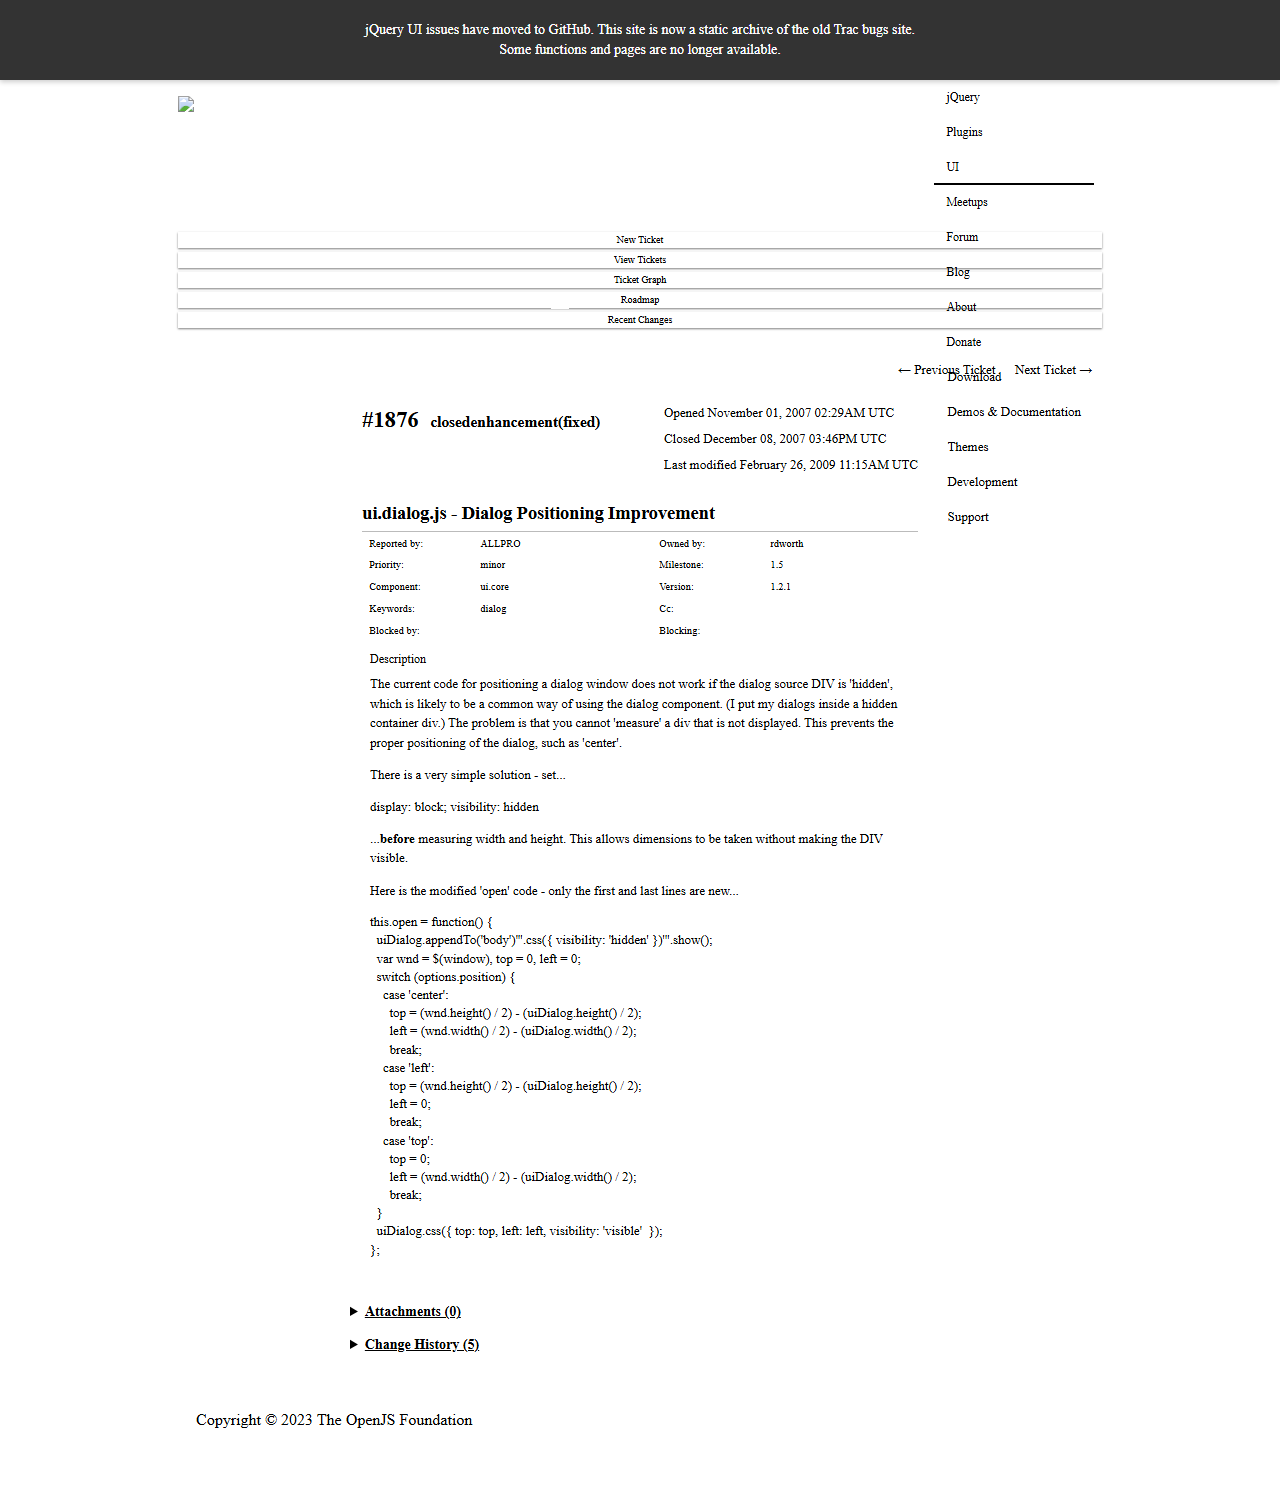 jQuery UI issues have moved to GitHub. This site is now a static archive of the old Trac bugs site.
Some functions and pages are no longer available.
jQuery
Plugins
UI
Meetups
Forum
Blog
About
Donate
Download
Demos & Documentation
Themes
Development
Support
New Ticket
View Tickets
Ticket Graph
Roadmap
Recent Changes
← Previous Ticket Next Ticket →
#1876 closedenhancement(fixed)
Opened November 01, 2007 02:29AM UTC
Closed December 08, 2007 03:46PM UTC
Last modified February 26, 2009 11:15AM UTC
ui.dialog.js - Dialog Positioning Improvement
Reported by: ALLPRO Owned by: rdworth
Priority: minor Milestone: 1.5
Component: ui.core Version: 1.2.1
Keywords: dialog Cc:
Blocked by: Blocking:
Description
The current code for positioning a dialog window does not work if the dialog source DIV is 'hidden',
which is likely to be a common way of using the dialog component. (I put my dialogs inside a hidden
container div.) The problem is that you cannot 'measure' a div that is not displayed. This prevents the
proper positioning of the dialog, such as 'center'.
There is a very simple solution - set...
display: block; visibility: hidden
...before measuring width and height. This allows dimensions to be taken without making the DIV
visible.
Here is the modified 'open' code - only the first and last lines are new...
this.open = function() {
uiDialog.appendTo('body')'''.css({ visibility: 'hidden' })'''.show();
var wnd = $(window), top = 0, left = 0;
switch (options.position) {
case 'center':
top = (wnd.height() / 2) - (uiDialog.height() / 2);
left = (wnd.width() / 2) - (uiDialog.width() / 2);
break;
case 'left':
top = (wnd.height() / 2) - (uiDialog.height() / 2);
left = 0;
break;
case 'top':
top = 0;
left = (wnd.width() / 2) - (uiDialog.width() / 2);
break;
}
uiDialog.css({ top: top, left: left, visibility: 'visible' });
};
Attachments (0)
Change History (5)
Copyright © 2023 The OpenJS Foundation